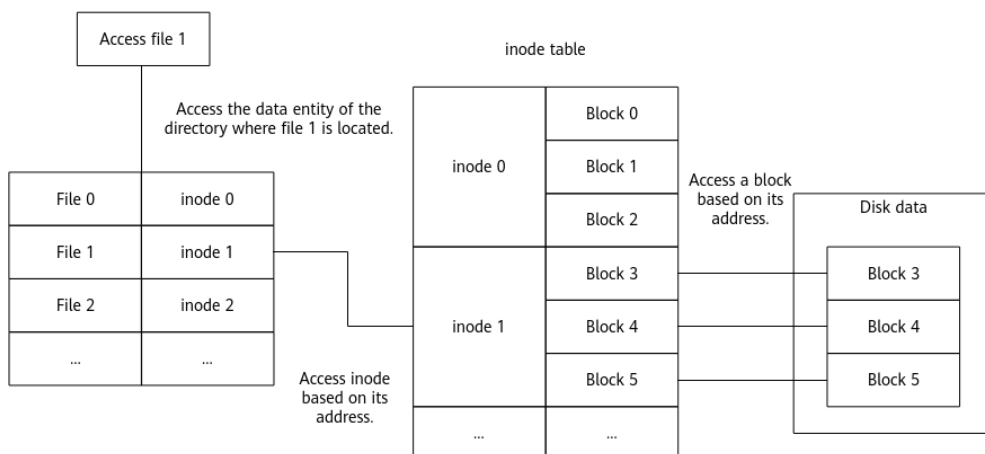 Access file 1
inode table
Access the data entity of the
directory where file 1 is located.
File 0 inode 0
File 1 inode 1
File 2 inode 2
... ...
Access inode
based on its
address.
inode 0
Block 0
Block 1
Block 2
inode 1
Block 3
Block 4
Block 5
... ...
Access a block
based on its
address.
Disk data
Block 3
Block 4
Block 5